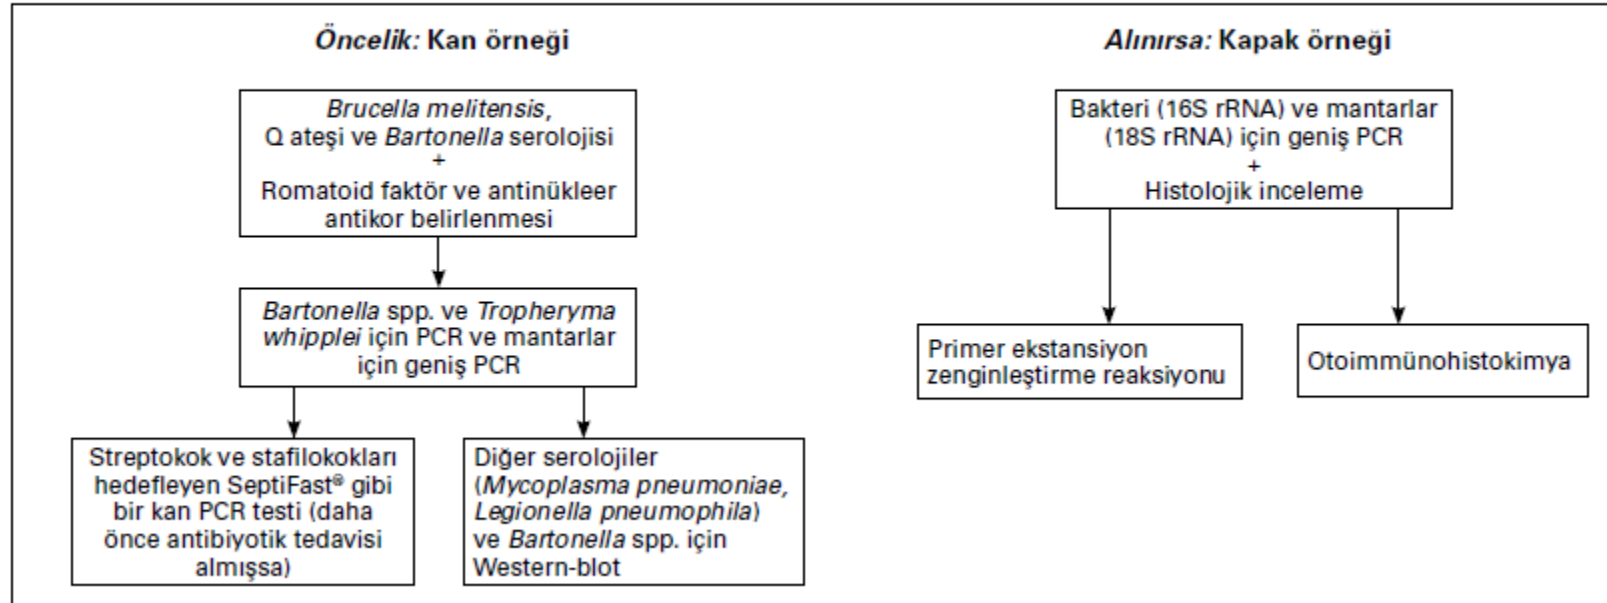 Öncelik: Kan örneği
Brucella melitensis,
Q ateşi ve Bartonella serolojisi
+
Romatoid faktör ve antinükleer
antikor belirlenmesi
Bartonella spp. ve Tropheryma
whipplei için PCR ve mantarlar
için geniş PCR
Streptokok ve stafilokokları
hedefleyen SeptiFast® gibi
bir kan PCR testi (daha
önce antibiyotik tedavisi
almışsa)
Diğer serolojiler
(Mycoplasma pneumoniae,
Legionella pneumophila)
ve Bartonella spp. için
Western-blot
Alınırsa: Kapak örneği
Bakteri (16S rRNA) ve mantarlar
(18S rRNA) için geniş PCR
+
Histolojik inceleme
Primer ekstansiyon
zenginleştirme reaksiyonu
Otoimmünohistokimya